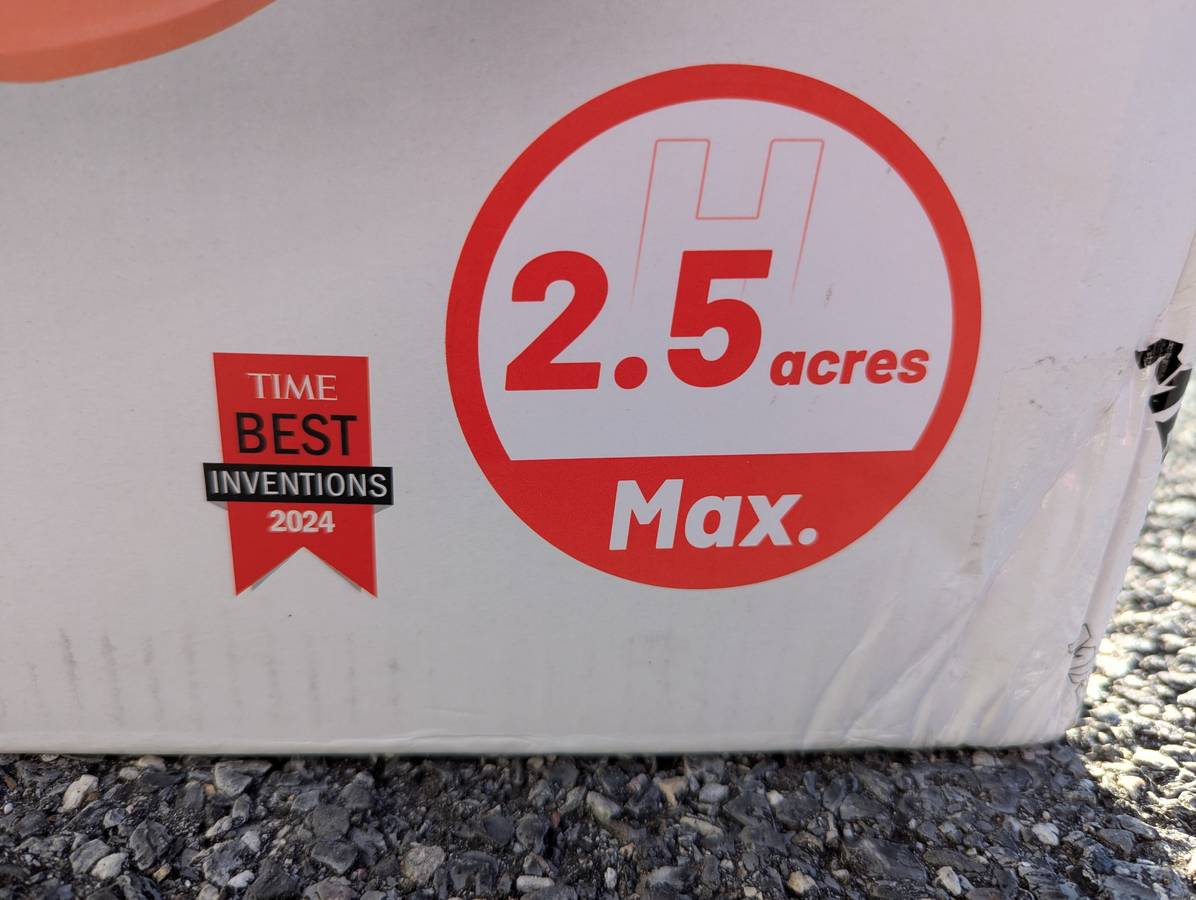 H
2.5 acres
Max.
TIME
BEST
INVENTIONS
2024